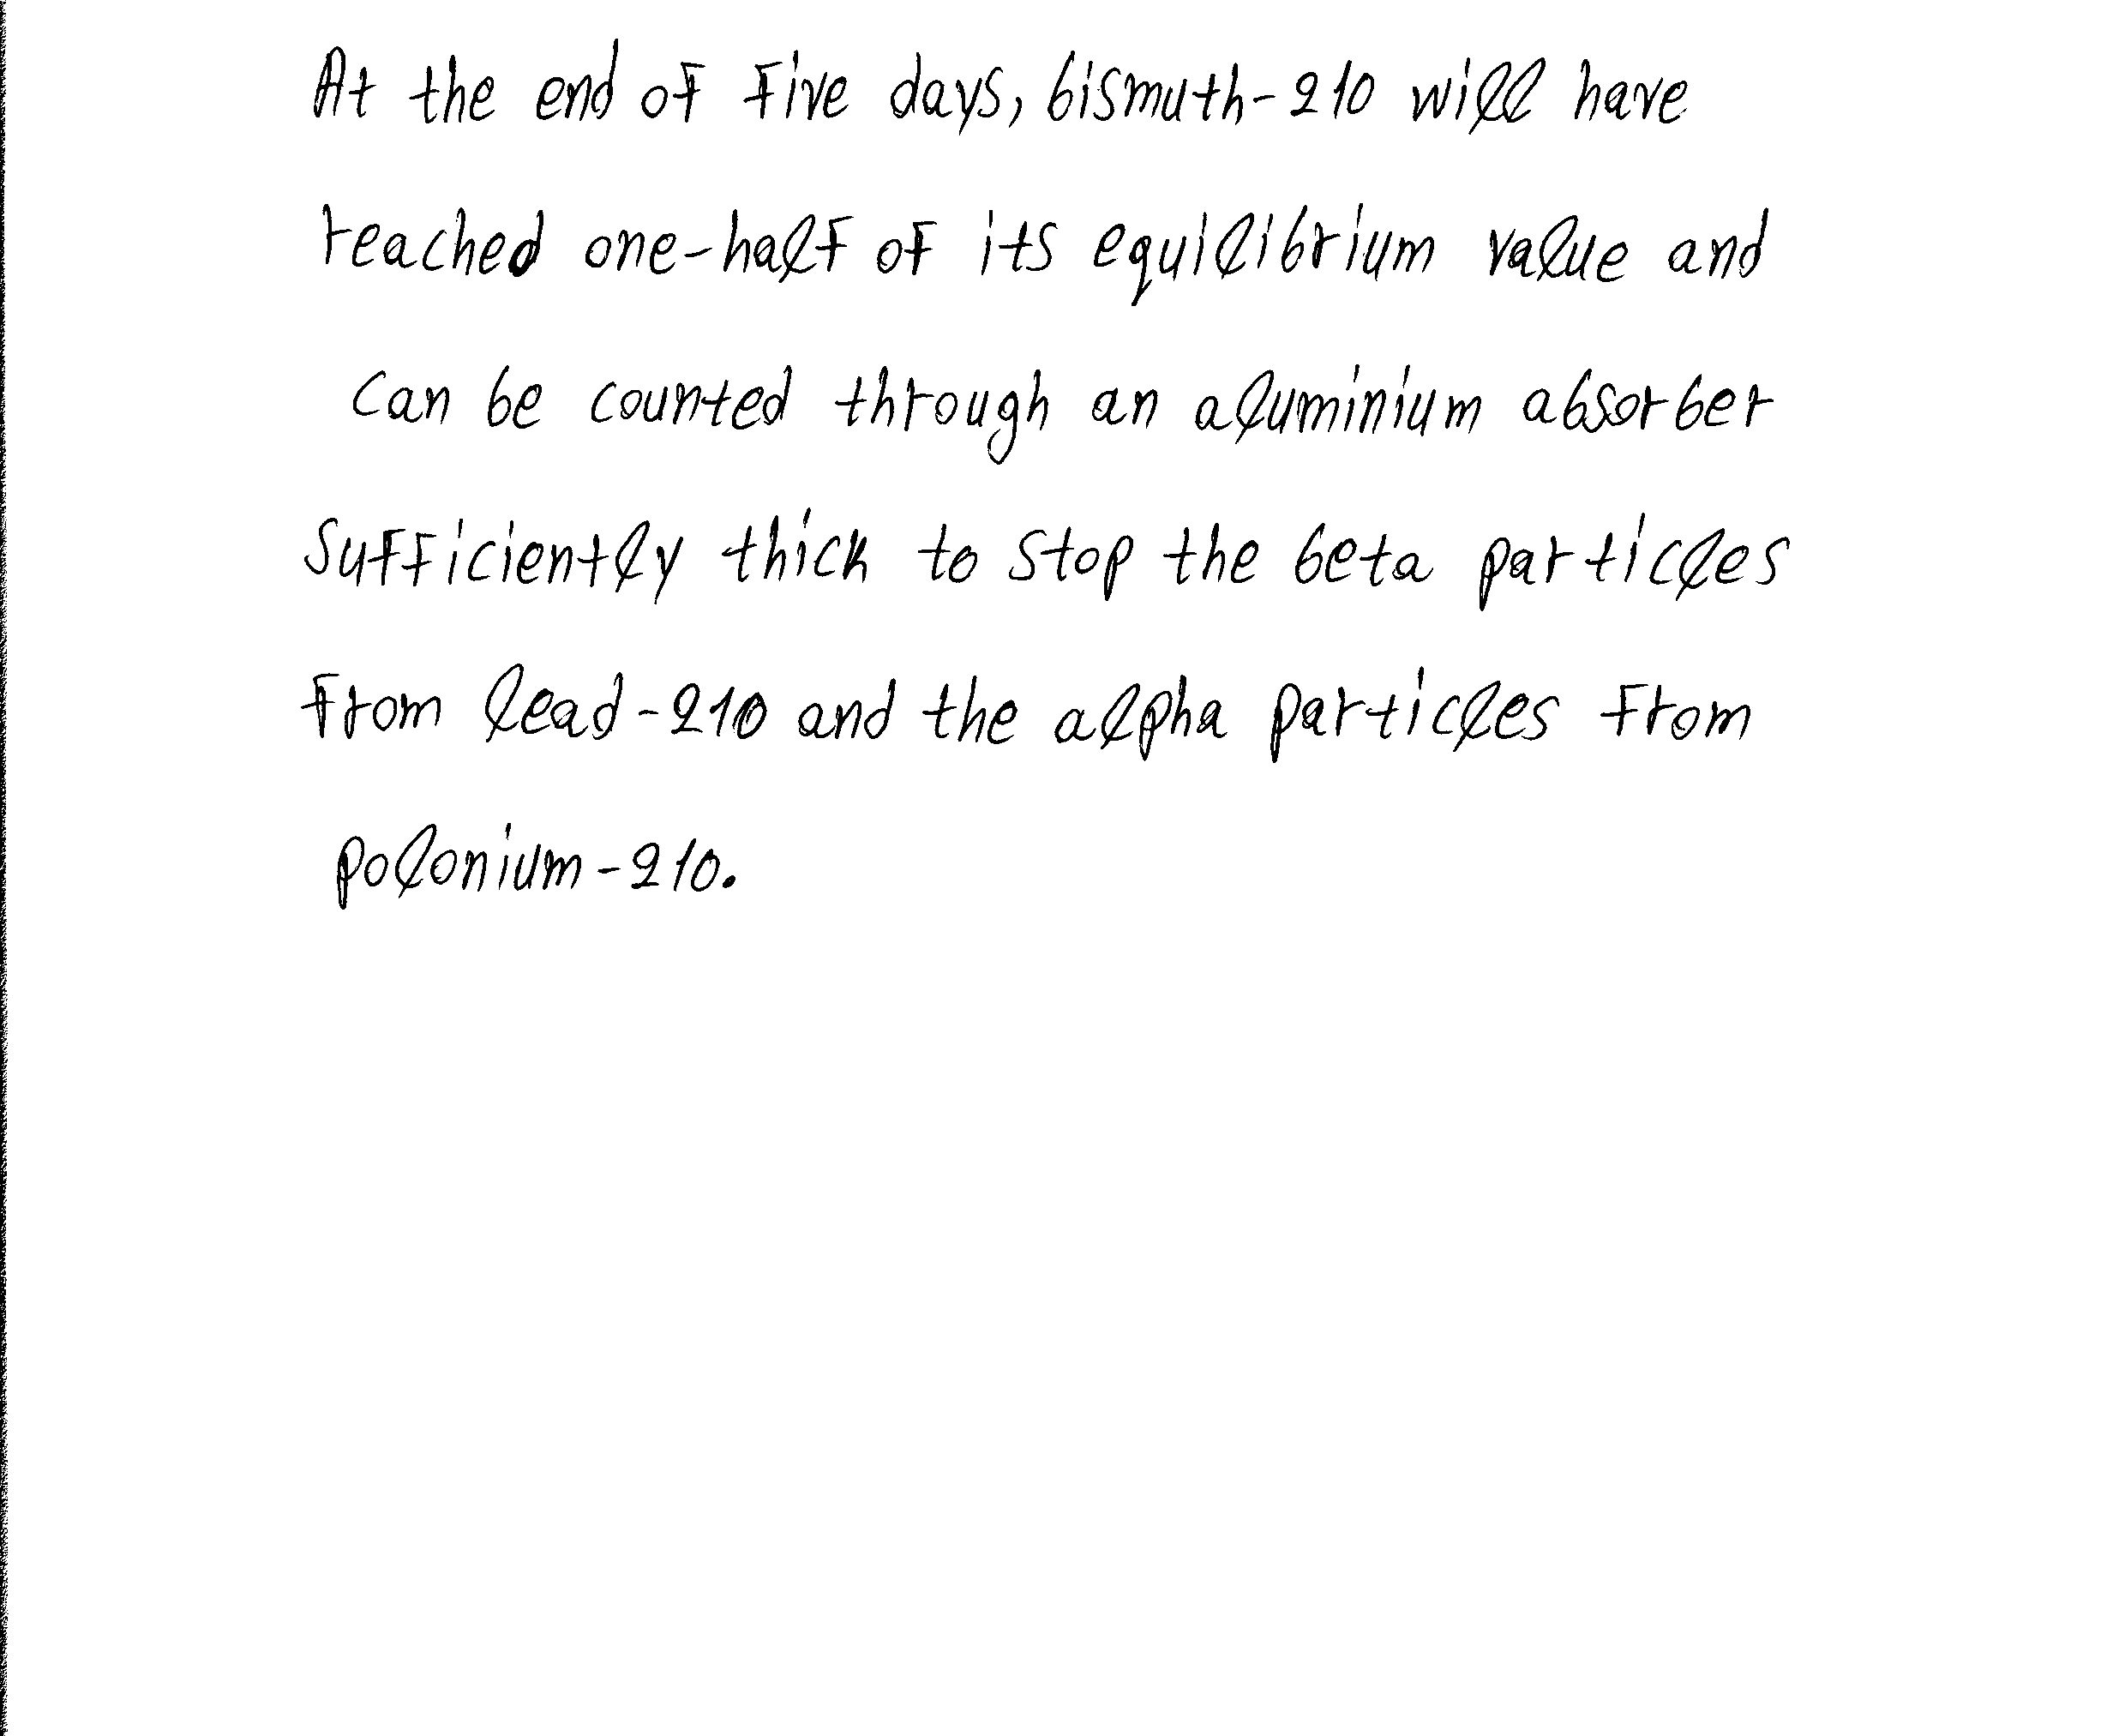 At the end of five days, bismuth-210 will have
reached one-half of its equilibrium value and
can be counted through an aluminium absorber
sufficiently thick to stop the beta particles
from lead-210 and the alpha particles from
polonium-210.